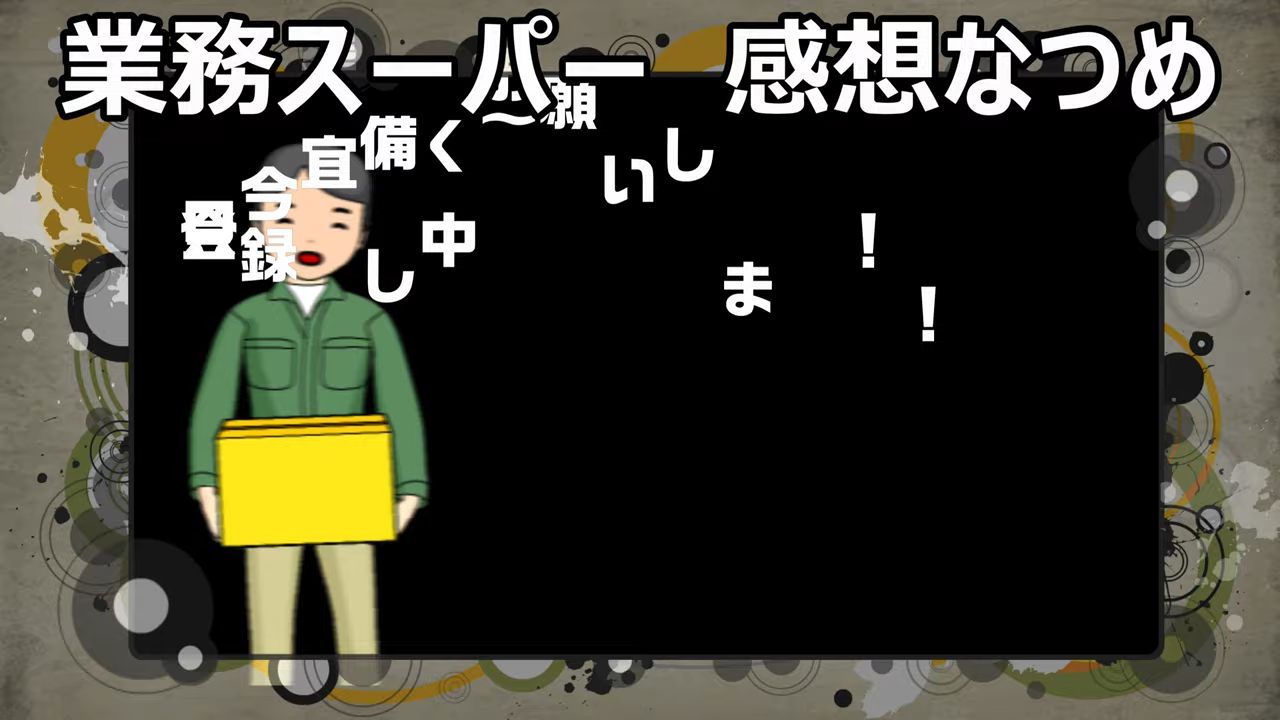 業務スーパー 感想なつめ
今宜備く願いし
登録し中ま!!